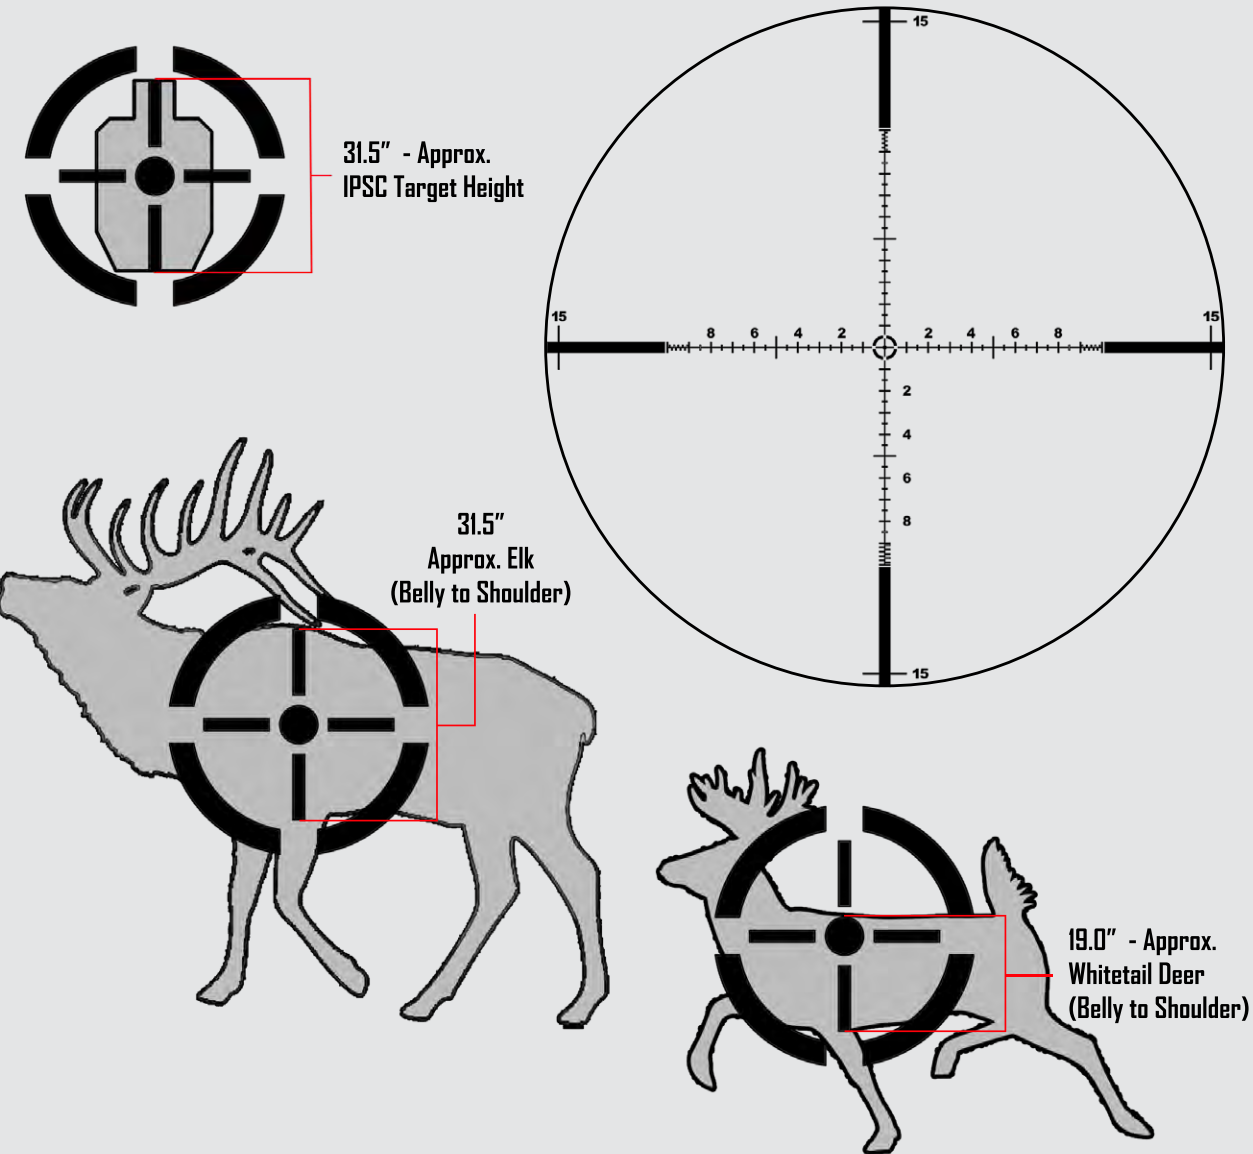 15
31.5" - Approx.
IPSC Target Height
15
8 6 4 2 2 4 6 8
15
2
4
6
8
15
31.5"
Approx. Elk
(Belly to Shoulder)
19.0" - Approx.
Whitetail Deer
(Belly to Shoulder)